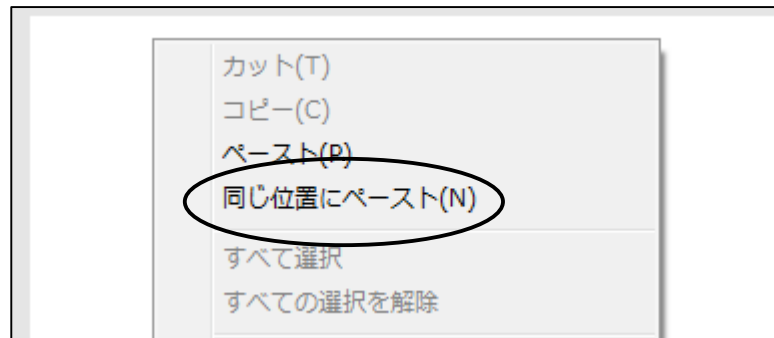 カット(T)
コピー(C)
ペースト(P)
同じ位置にペースト(N)
すべて選択
すべての選択を解除